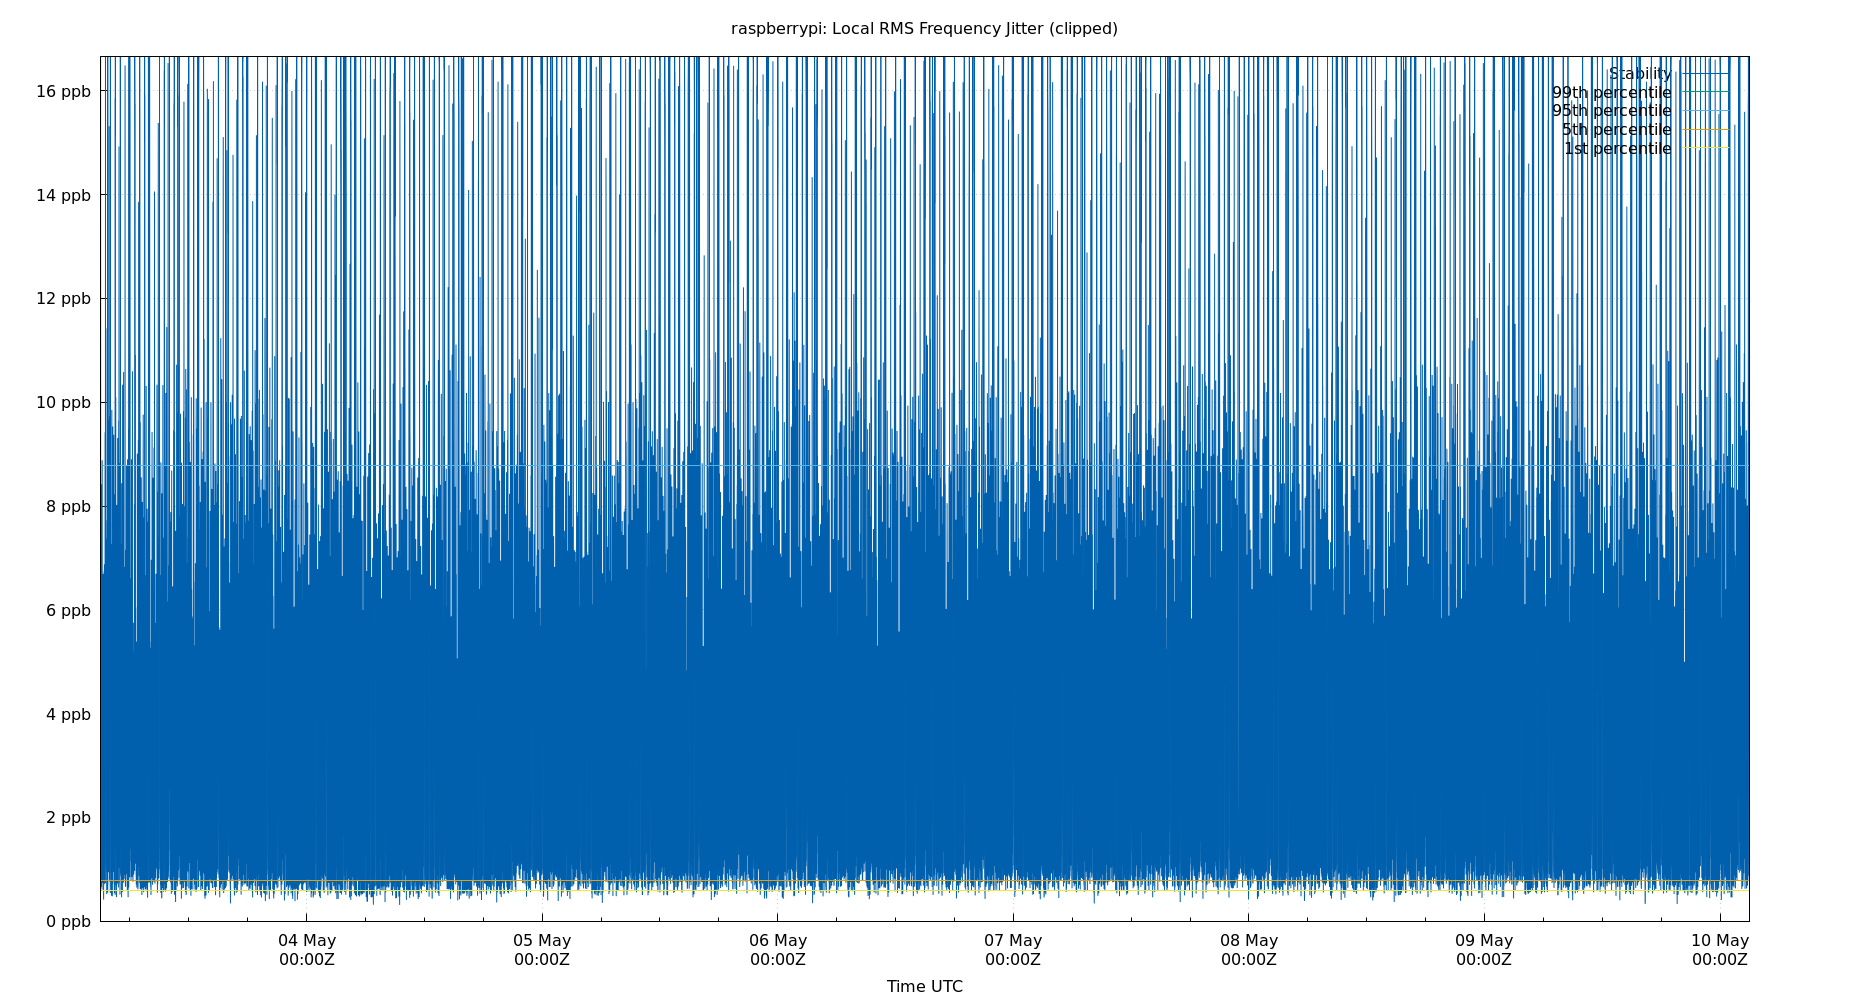 raspberrypi: Local RMS Frequency Jitter (clipped)
16 ppb
14 ppb
12 ppb
10 ppb
8 ppb
6 ppb
4 ppb
2 ppb
0 ppb
Stability
99th percentile
95th percentile
5th percentile
1st percentile
04 May
00:00Z
05 May
00:00Z
06 May
00:00Z
07 May
00:00Z
08 May
00:00Z
09 May
00:00Z
10 May
00:00Z
Time UTC